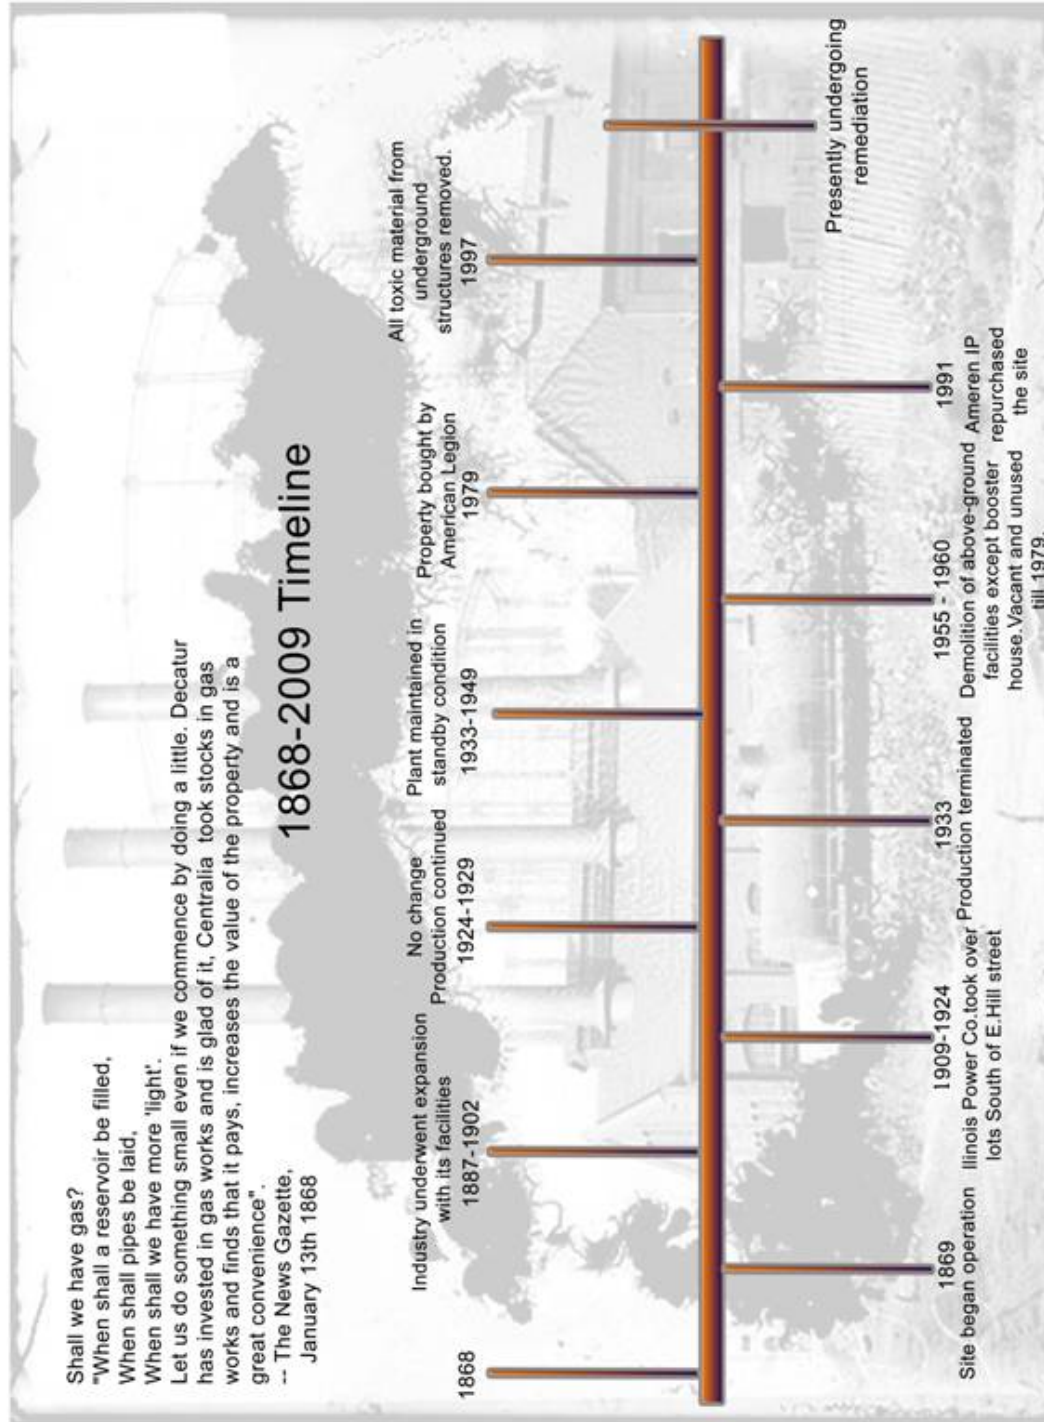 Shall we have gas?
"When shall a reservoir be filled,
When shall pipes be laid,
When shall we have more 'light'.
Let us do something small even if we commence by doing a little. Decatur
has invested in gas works and is glad of it, Centralia took stocks in gas
works and finds that it pays, increases the value of the property and is a
great convenience".
-- The News Gazette,
January 13th 1868
1868-2009 Timeline
1868
Industry underwent expansion
with its facilities
1887-1902
No change
Production continued
1924-1929
Plant maintained in
standby condition
1933-1949
Property bought by
American Legion
1979
All toxic material from
underground
structures removed.
1997
1869
Site began operation
1909-1924
Ilinois Power Co.took over
lots South of E.Hill street
1933
Production terminated
1955 - 1960
Demolition of above-ground
facilities except booster
house.Vacant and unused
till 1979.
1991
Ameren IP
repurchased
the site
Presently undergoing
remediation